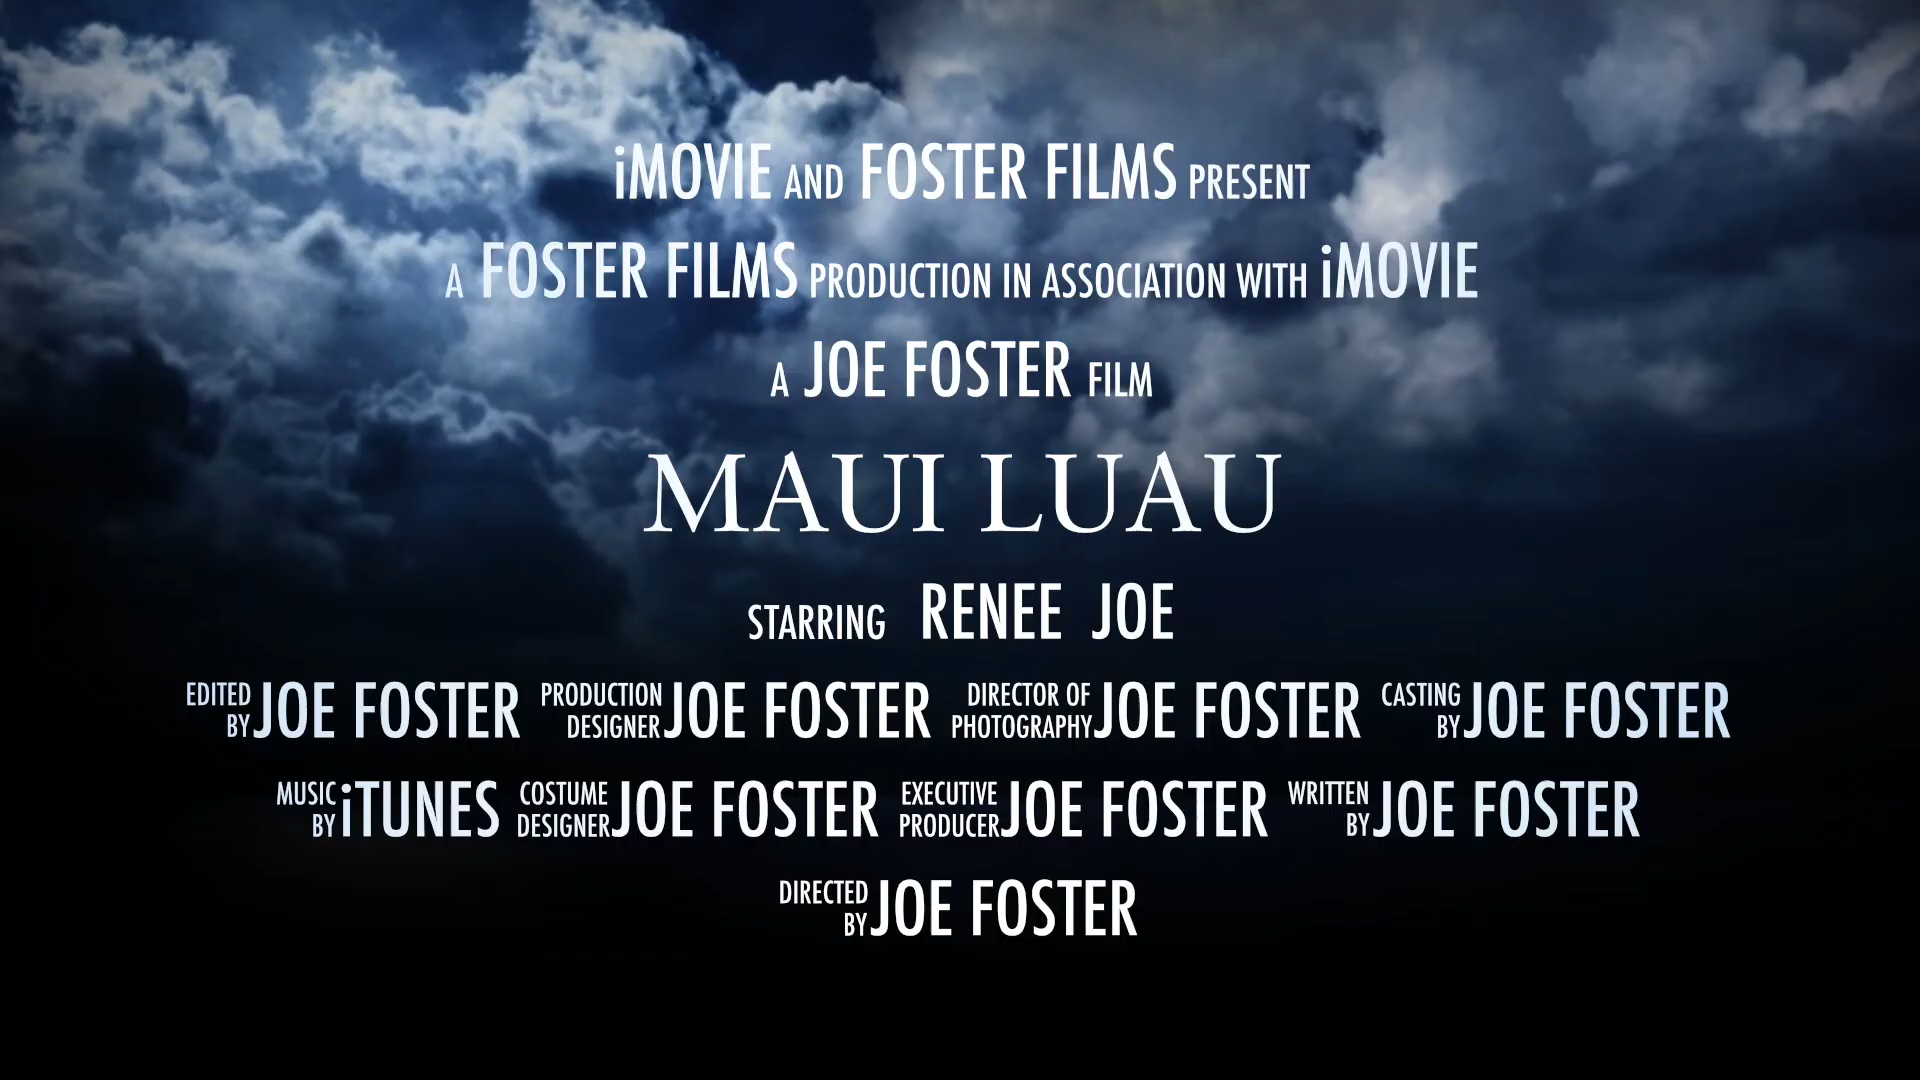 iMOVIE AND FOSTER FILMS PRESENT
A FOSTER FILMS PRODUCTION IN ASSOCIATION WITH iMOVIE
A JOE FOSTER FILM
MAUI LUAU
STARRING RENEE JOE
EDITED BY JOE FOSTER PRODUCTION DESIGNER JOE FOSTER DIRECTOR OF PHOTOGRAPHY JOE FOSTER CASTING BY JOE FOSTER
MUSIC BY iTUNES COSTUME DESIGNER JOE FOSTER EXECUTIVE PRODUCER JOE FOSTER WRITTEN BY JOE FOSTER
DIRECTED BY JOE FOSTER